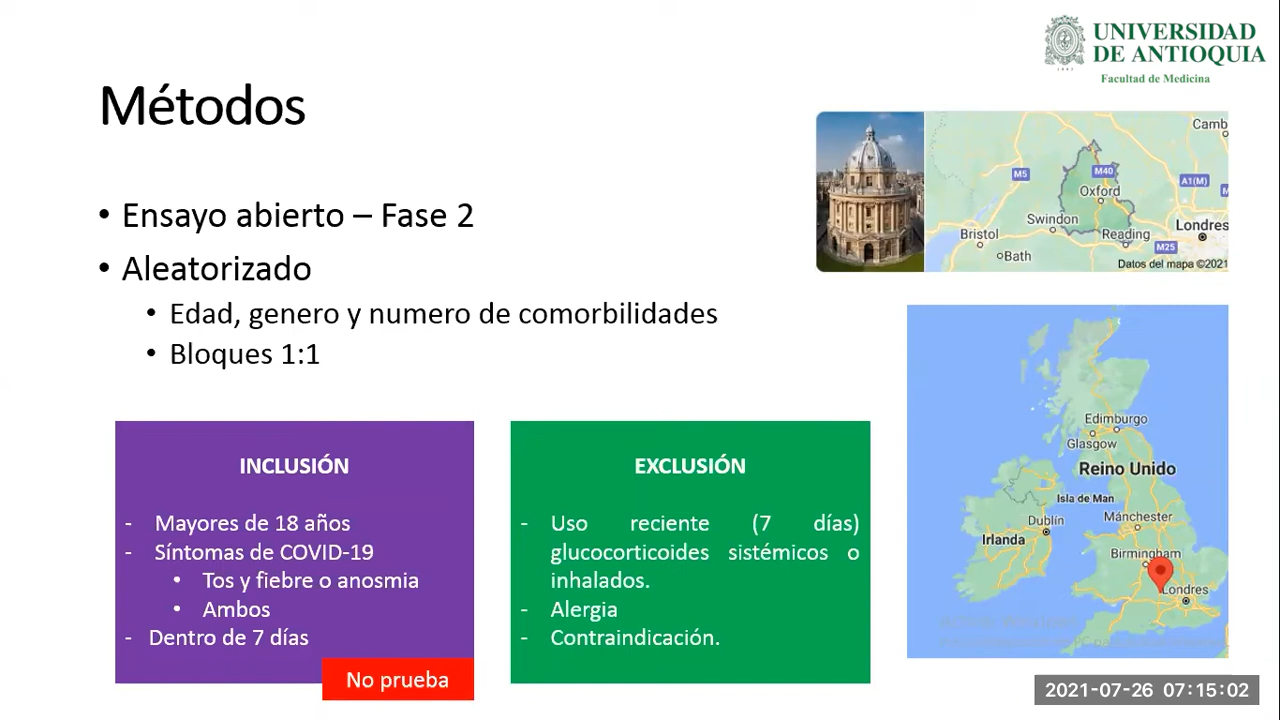 UNIVERSIDAD
DE ANTIOQUIA
Facultad de Medicina
Métodos
• Ensayo abierto – Fase 2
• Aleatorizado
• Edad, genero y numero de comorbilidades
• Bloques 1:1
INCLUSIÓN
- Mayores de 18 años
- Síntomas de COVID-19
• Tos y fiebre o anosmia
• Ambos
- Dentro de 7 días
No prueba
EXCLUSIÓN
- Uso reciente (7 días)
glucocorticoides sistémicos o
inhalados.
- Alergia
- Contraindicación.
Camb
M5
M40
A1(M)
Oxford
Swindon
Londres
Bristol
Reading
M25
Bath
Datos del mapa ©2021
Edimburgo
Glasgow
Reino Unido
Isla de Man
Dublín
Mánchester
Irlanda
Birmingham
Londres
2021-07-26 07:15:02